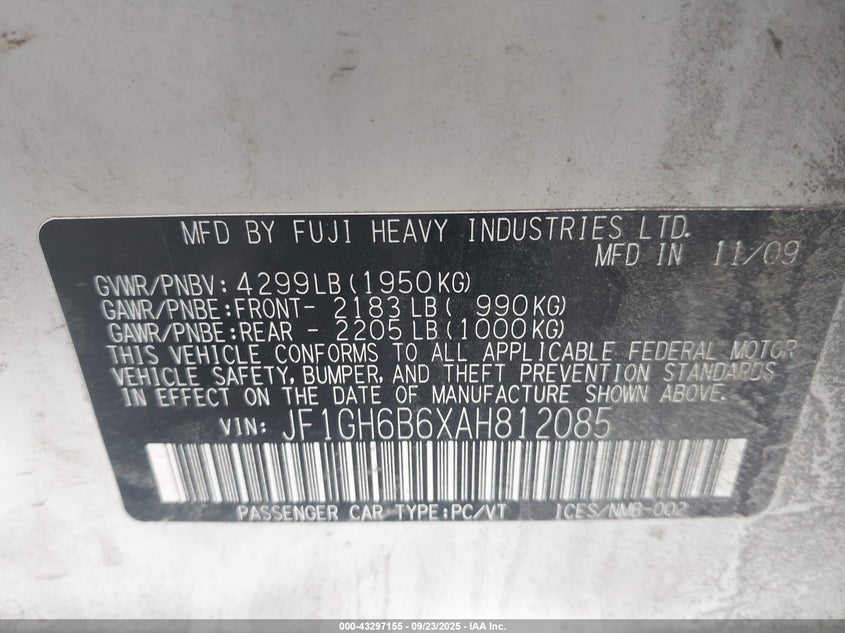 MFD BY FUJI HEAVY INDUSTRIES LTD.
MFD IN 11/09
GVWR/PNBV: 4299LB(1950KG)
GAWR/PNBE:FRONT- 2183LB( 990KG)
GAWR/PNBE:REAR - 2205LB(1000KG)
THIS VEHICLE CONFORMS TO ALL APPLICABLE FEDERAL MOTOR
VEHICLE SAFETY, BUMPER, AND THEFT PREVENTION STANDARDS
IN EFFECT ON THE DATE OF MANUFACTURE SHOWN ABOVE.
VIN: JF1GH6B6XAH812085
PASSENGER CAR TYPE:PC/VT ICES/NMB-002
000-43297155 - 09/23/2025 - IAA Inc.